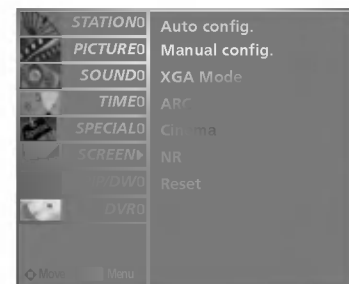 STATION
PICTURE
SOUND
TIME
SPECIAL
SCREEN
DVR
Move Menu
Auto config.
Manual config.
XGA Mode
ARC
Cinema
NR
Reset